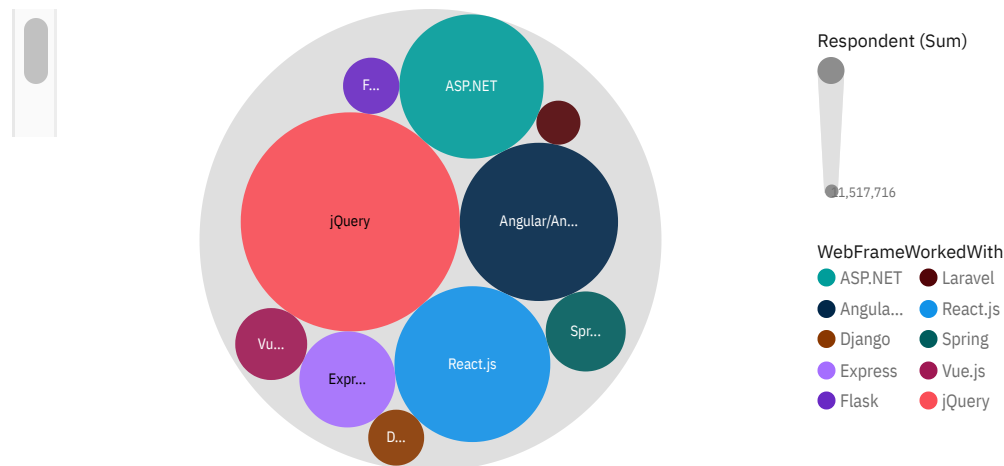 F...
ASP.NET
jQuery
Angular/An...
Vu...
Expr...
React.js
Spr...
D...
Respondent (Sum)
11,517,716
WebFrameWorkedWith
ASP.NET
Laravel
Angula...
React.js
Django
Spring
Express
Vue.js
Flask
jQuery